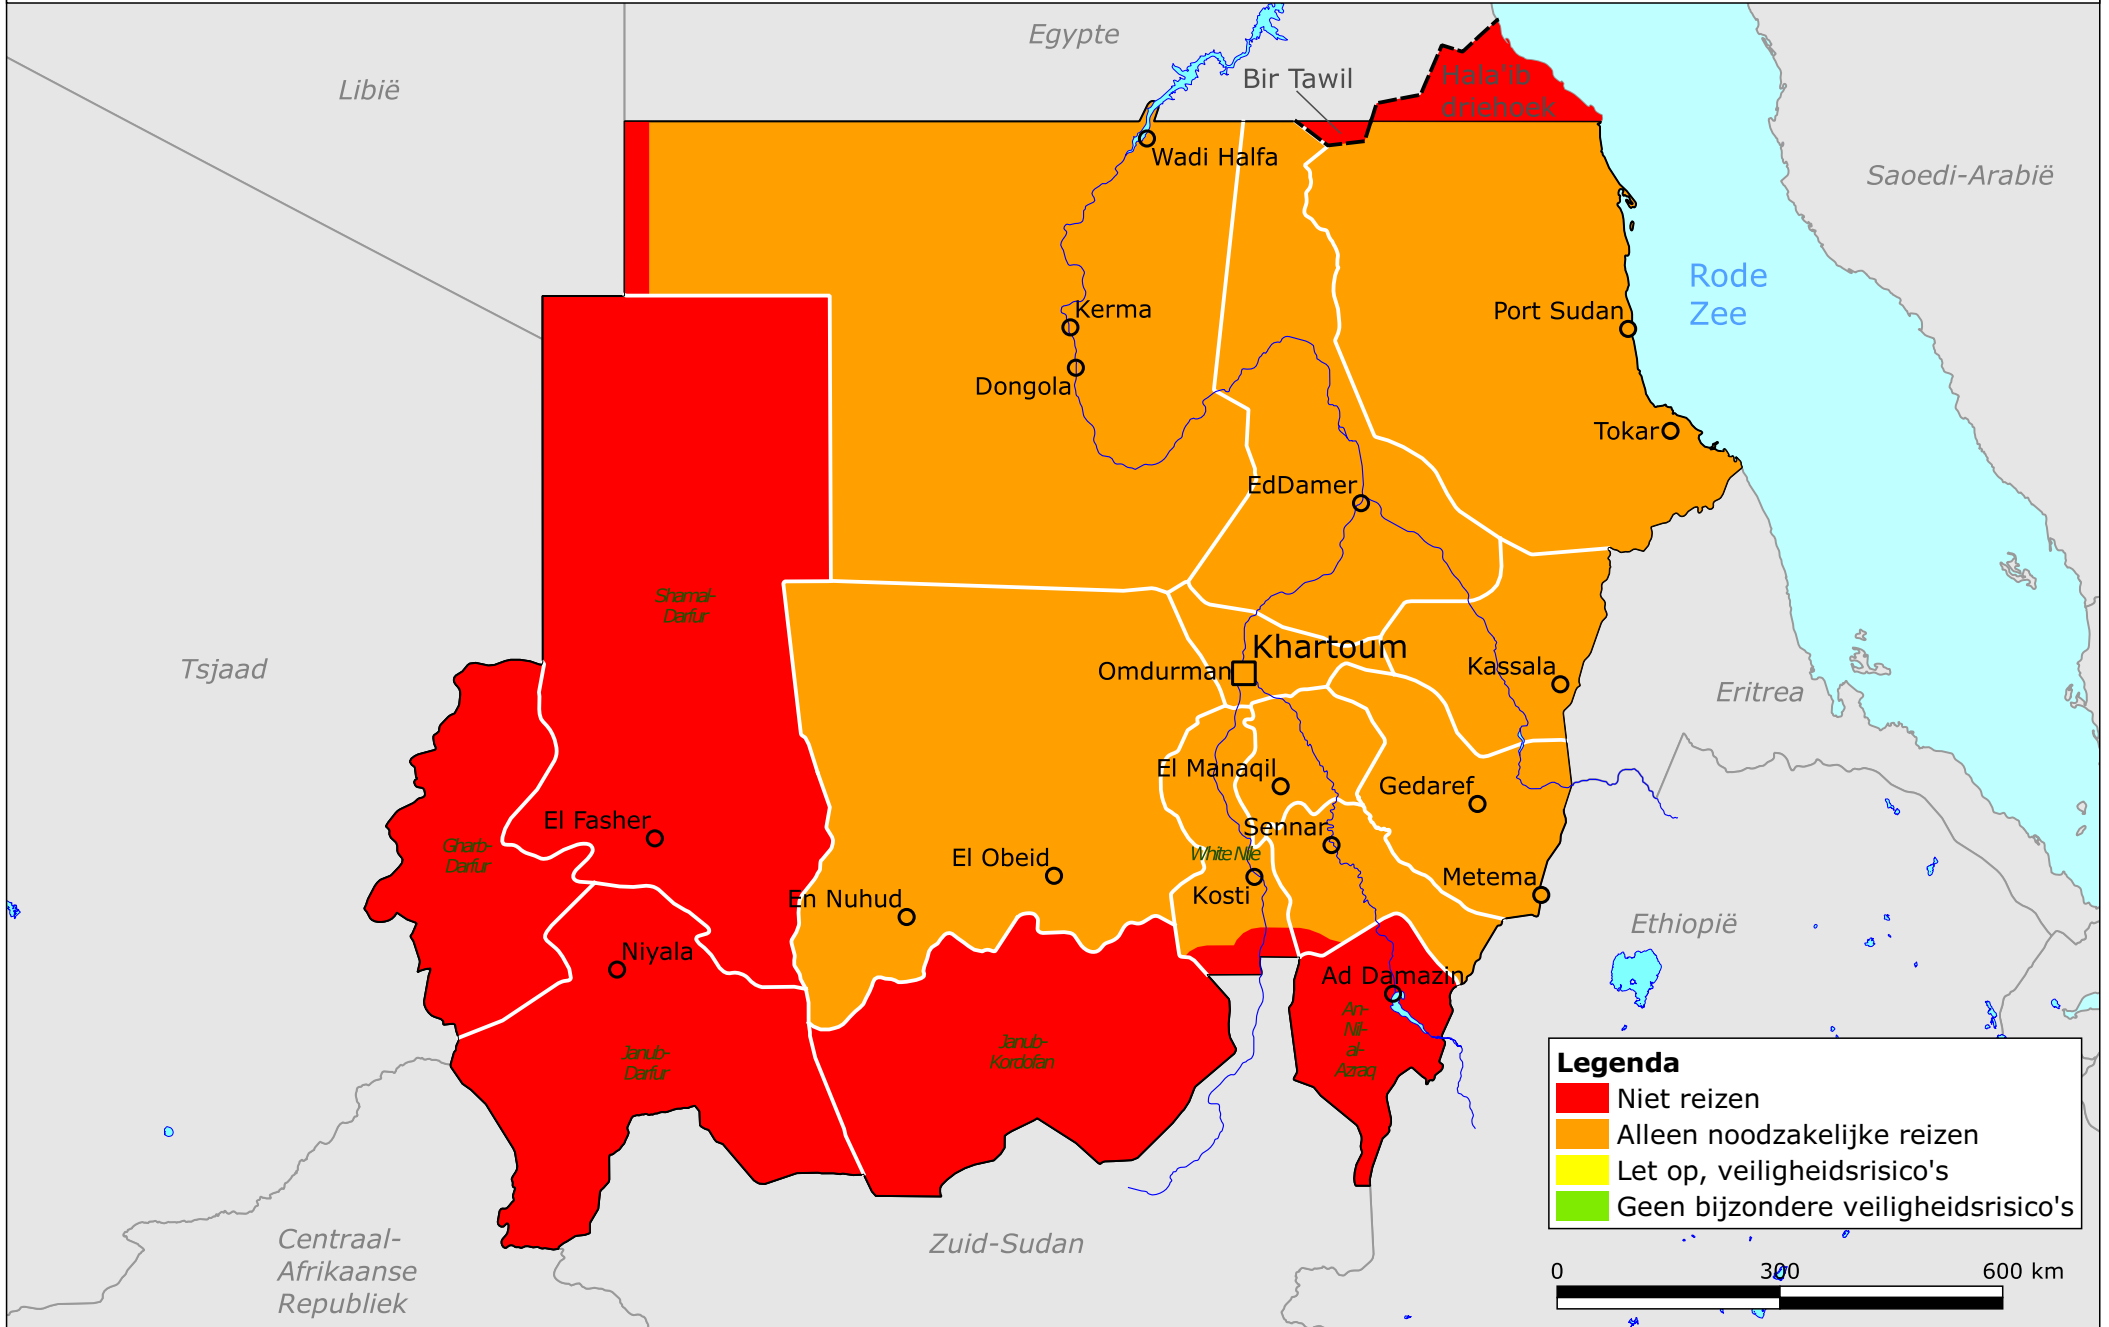 Egypte
Libië
Bir Tawil
Hala'ib
driehoek
Wadi Halfa
Saoedi-Arabië
Rode
Zee
Kerma
Port Sudan
Dongola
Tokar
EdDamer
Shamal-
Darfur
Khartoum
Omdurman
Kassala
Tsjaad
Eritrea
El Manaqil
Gedaref
El Fasher
Sennar
Gharb-
Darfur
White Nile
El Obeid
Metema
En Nuhud
Kosti
Ethiopië
Niyala
Ad Damazin
An-
Nil-
al-
Azraq
Janub-
Kordofan
Janub-
Darfur
Legenda
Niet reizen
Alleen noodzakelijke reizen
Let op, veiligheidsrisico's
Geen bijzondere veiligheidsrisico's
Centraal-
Afrikaanse
Republiek
Zuid-Sudan
0 300 600 km